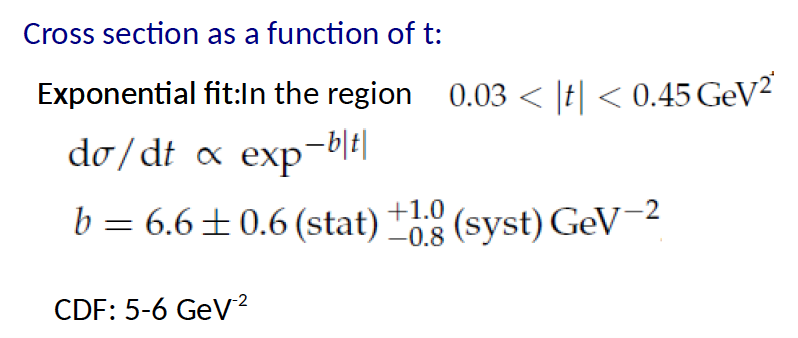 Cross section as a function of t:
Exponential fit:In the region 0.03 < |t| < 0.45 GeV²
dσ/dt ∝ exp^{−b|t|}
b = 6.6 ± 0.6 (stat) ^{+1.0}_{−0.8} (syst) GeV^{−2}
CDF: 5-6 GeV^{-2}